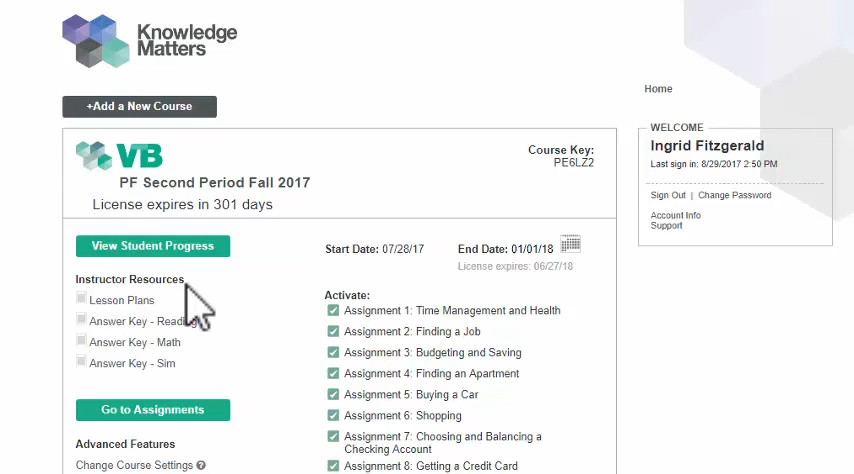 Knowledge
Matters
Home
+Add a New Course
WELCOME
Ingrid Fitzgerald
Last sign in: 8/29/2017 2:50 PM
Sign Out | Change Password
Account Info
Support
VB
Course Key:
PE6LZ2
PF Second Period Fall 2017
License expires in 301 days
View Student Progress
Start Date: 07/28/17
End Date: 01/01/18
License expires: 06/27/18
Instructor Resources
Lesson Plans
Answer Key - Reading
Answer Key - Math
Answer Key - Sim
Go to Assignments
Advanced Features
Change Course Settings ?
Activate:
Assignment 1: Time Management and Health
Assignment 2: Finding a Job
Assignment 3: Budgeting and Saving
Assignment 4: Finding an Apartment
Assignment 5: Buying a Car
Assignment 6: Shopping
Assignment 7: Choosing and Balancing a
Checking Account
Assignment 8: Getting a Credit Card